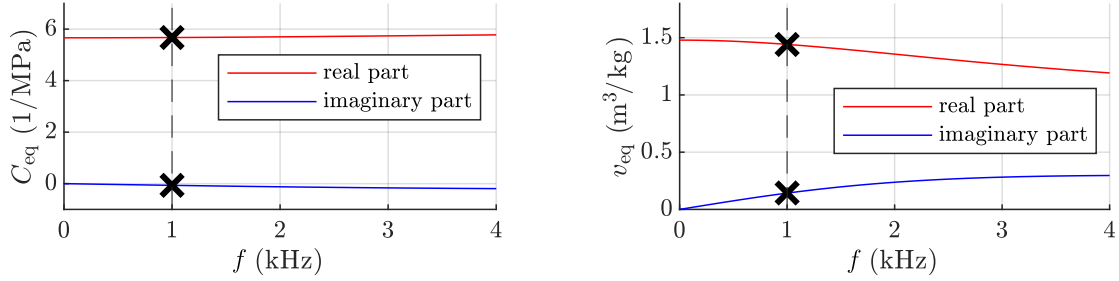 C_eq (1/MPa)
6
4
2
0
real part
imaginary part
0 1 2 3 4
f (kHz)
v_eq (m³/kg)
1.5
1
0.5
0
real part
imaginary part
0 1 2 3 4
f (kHz)